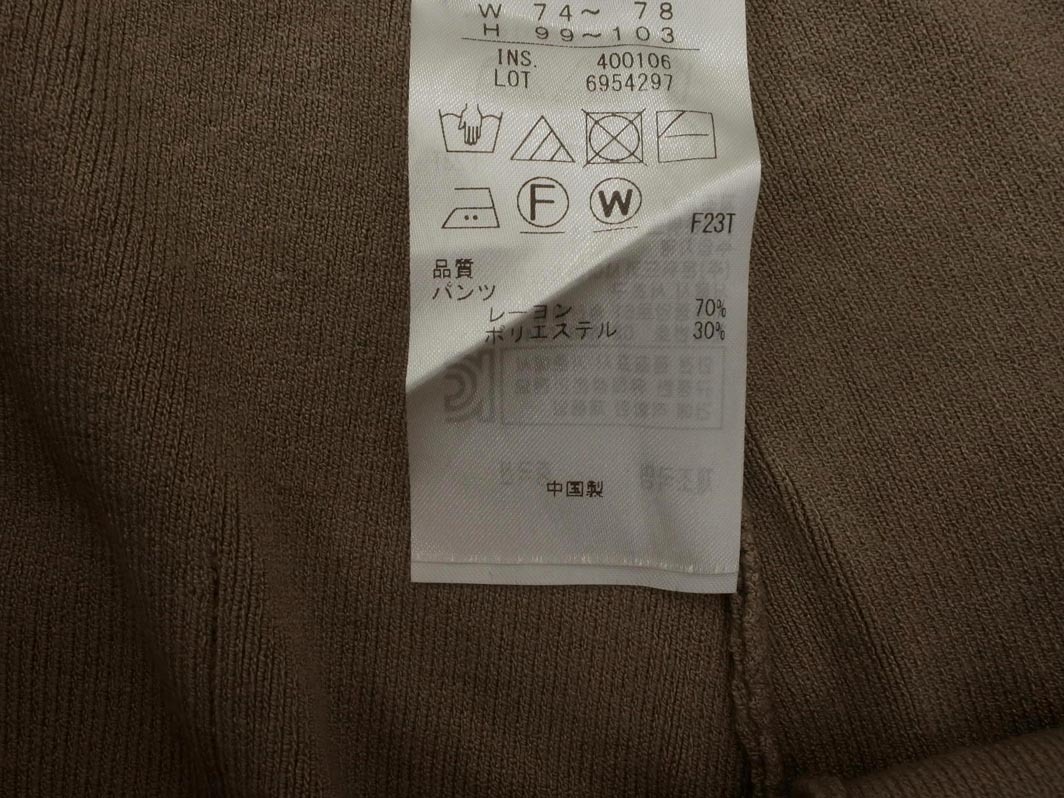 W 74～ 78
H 99～103
INS. 400106
LOT 6954297
F W
F23T
品質
パンツ
レーヨン 70%
ポリエステル 30%
中国製